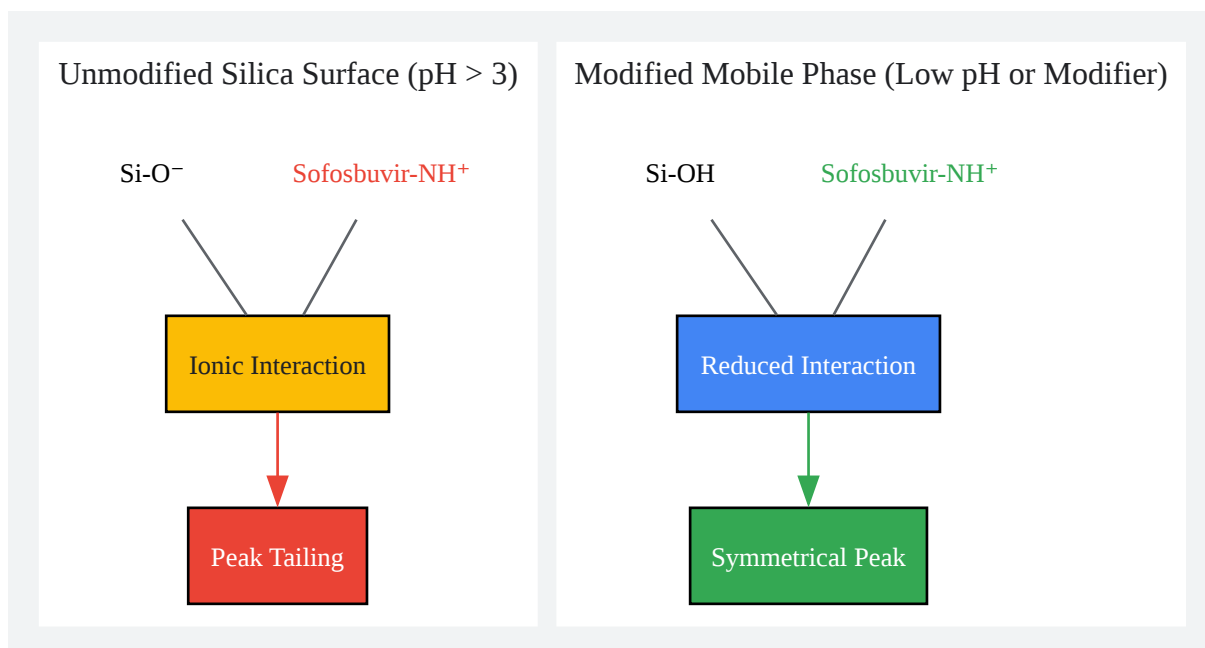 Unmodified Silica Surface (pH > 3)
Si-O⁻
Sofosbuvir-NH⁺
Ionic Interaction
Peak Tailing
Modified Mobile Phase (Low pH or Modifier)
Si-OH
Sofosbuvir-NH⁺
Reduced Interaction
Symmetrical Peak